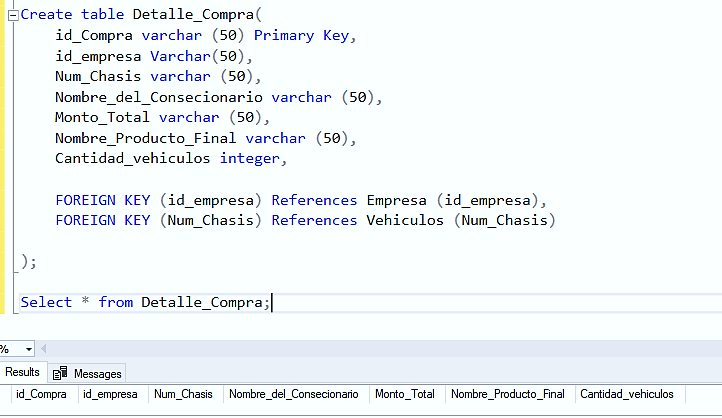 Create table Detalle_Compra(
id_Compra varchar (50) Primary Key,
id_empresa Varchar(50),
Num_Chasis varchar (50),
Nombre_del_Consecionario varchar (50),
Monto_Total varchar (50),
Nombre_Producto_Final varchar (50),
Cantidad_vehiculos integer,
FOREIGN KEY (id_empresa) References Empresa (id_empresa),
FOREIGN KEY (Num_Chasis) References Vehiculos (Num_Chasis)
);
Select * from Detalle_Compra;
%
Results Messages
id_Compra id_empresa Num_Chasis Nombre_del_Consecionario Monto_Total Nombre_Producto_Final Cantidad_vehiculos